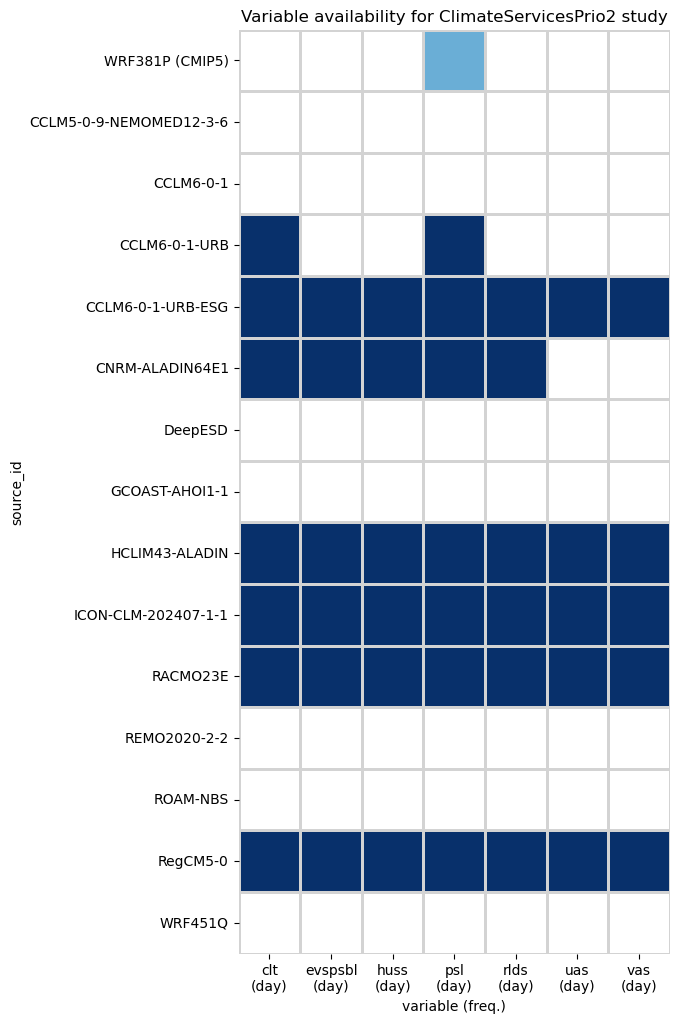 Variable availability for ClimateServicesPrio2 study
WRF381P (CMIP5)
CCLM5-0-9-NEMOMED12-3-6
CCLM6-0-1
CCLM6-0-1-URB
CCLM6-0-1-URB-ESG
CNRM-ALADIN64E1
DeepESD
GCOAST-AHOI1-1
HCLIM43-ALADIN
ICON-CLM-202407-1-1
RACMO23E
REMO2020-2-2
ROAM-NBS
RegCM5-0
WRF451Q
source_id
clt evspsbl huss psl rlds uas vas
(day) (day) (day) (day) (day) (day) (day)
variable (freq.)